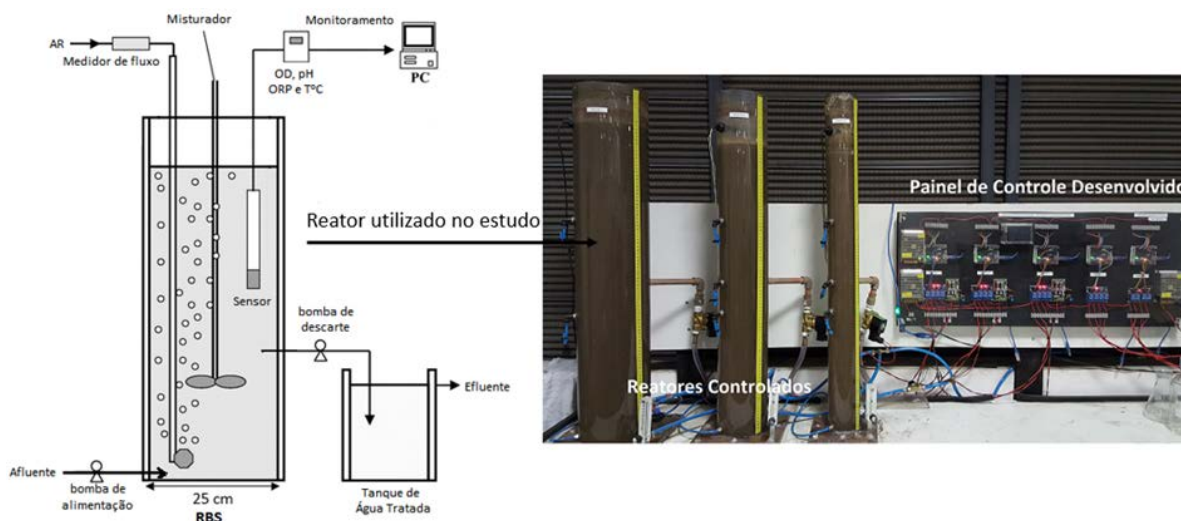 Misturador
Monitoramento
AR
Medidor de fluxo
OD, pH
ORP e TºC
PC
Sensor
bomba de
descarte
Efluente
Afluente
bomba de
alimentação
25 cm
RBS
Tanque de
Água Tratada
Reator utilizado no estudo
Painel de Controle Desenvolvido
Reatores Controlados